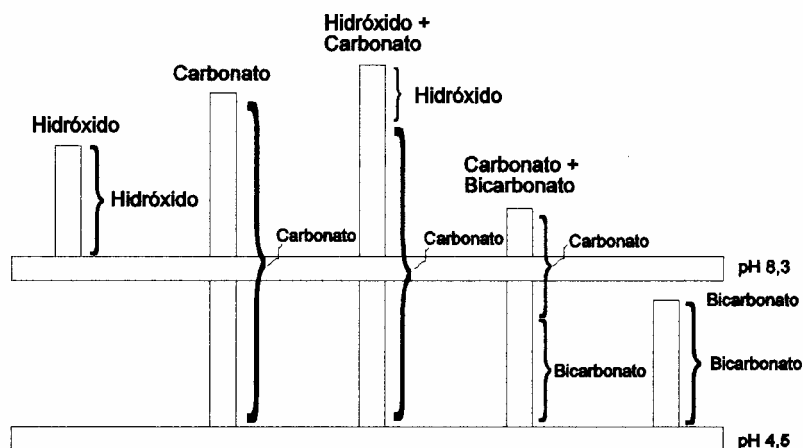 Hidróxido +
Carbonato
Carbonato
Hidróxido
Hidróxido
Hidróxido
Carbonato +
Bicarbonato
Carbonato
Carbonato
Carbonato
pH 8,3
Bicarbonato
Bicarbonato
Bicarbonato
pH 4,5